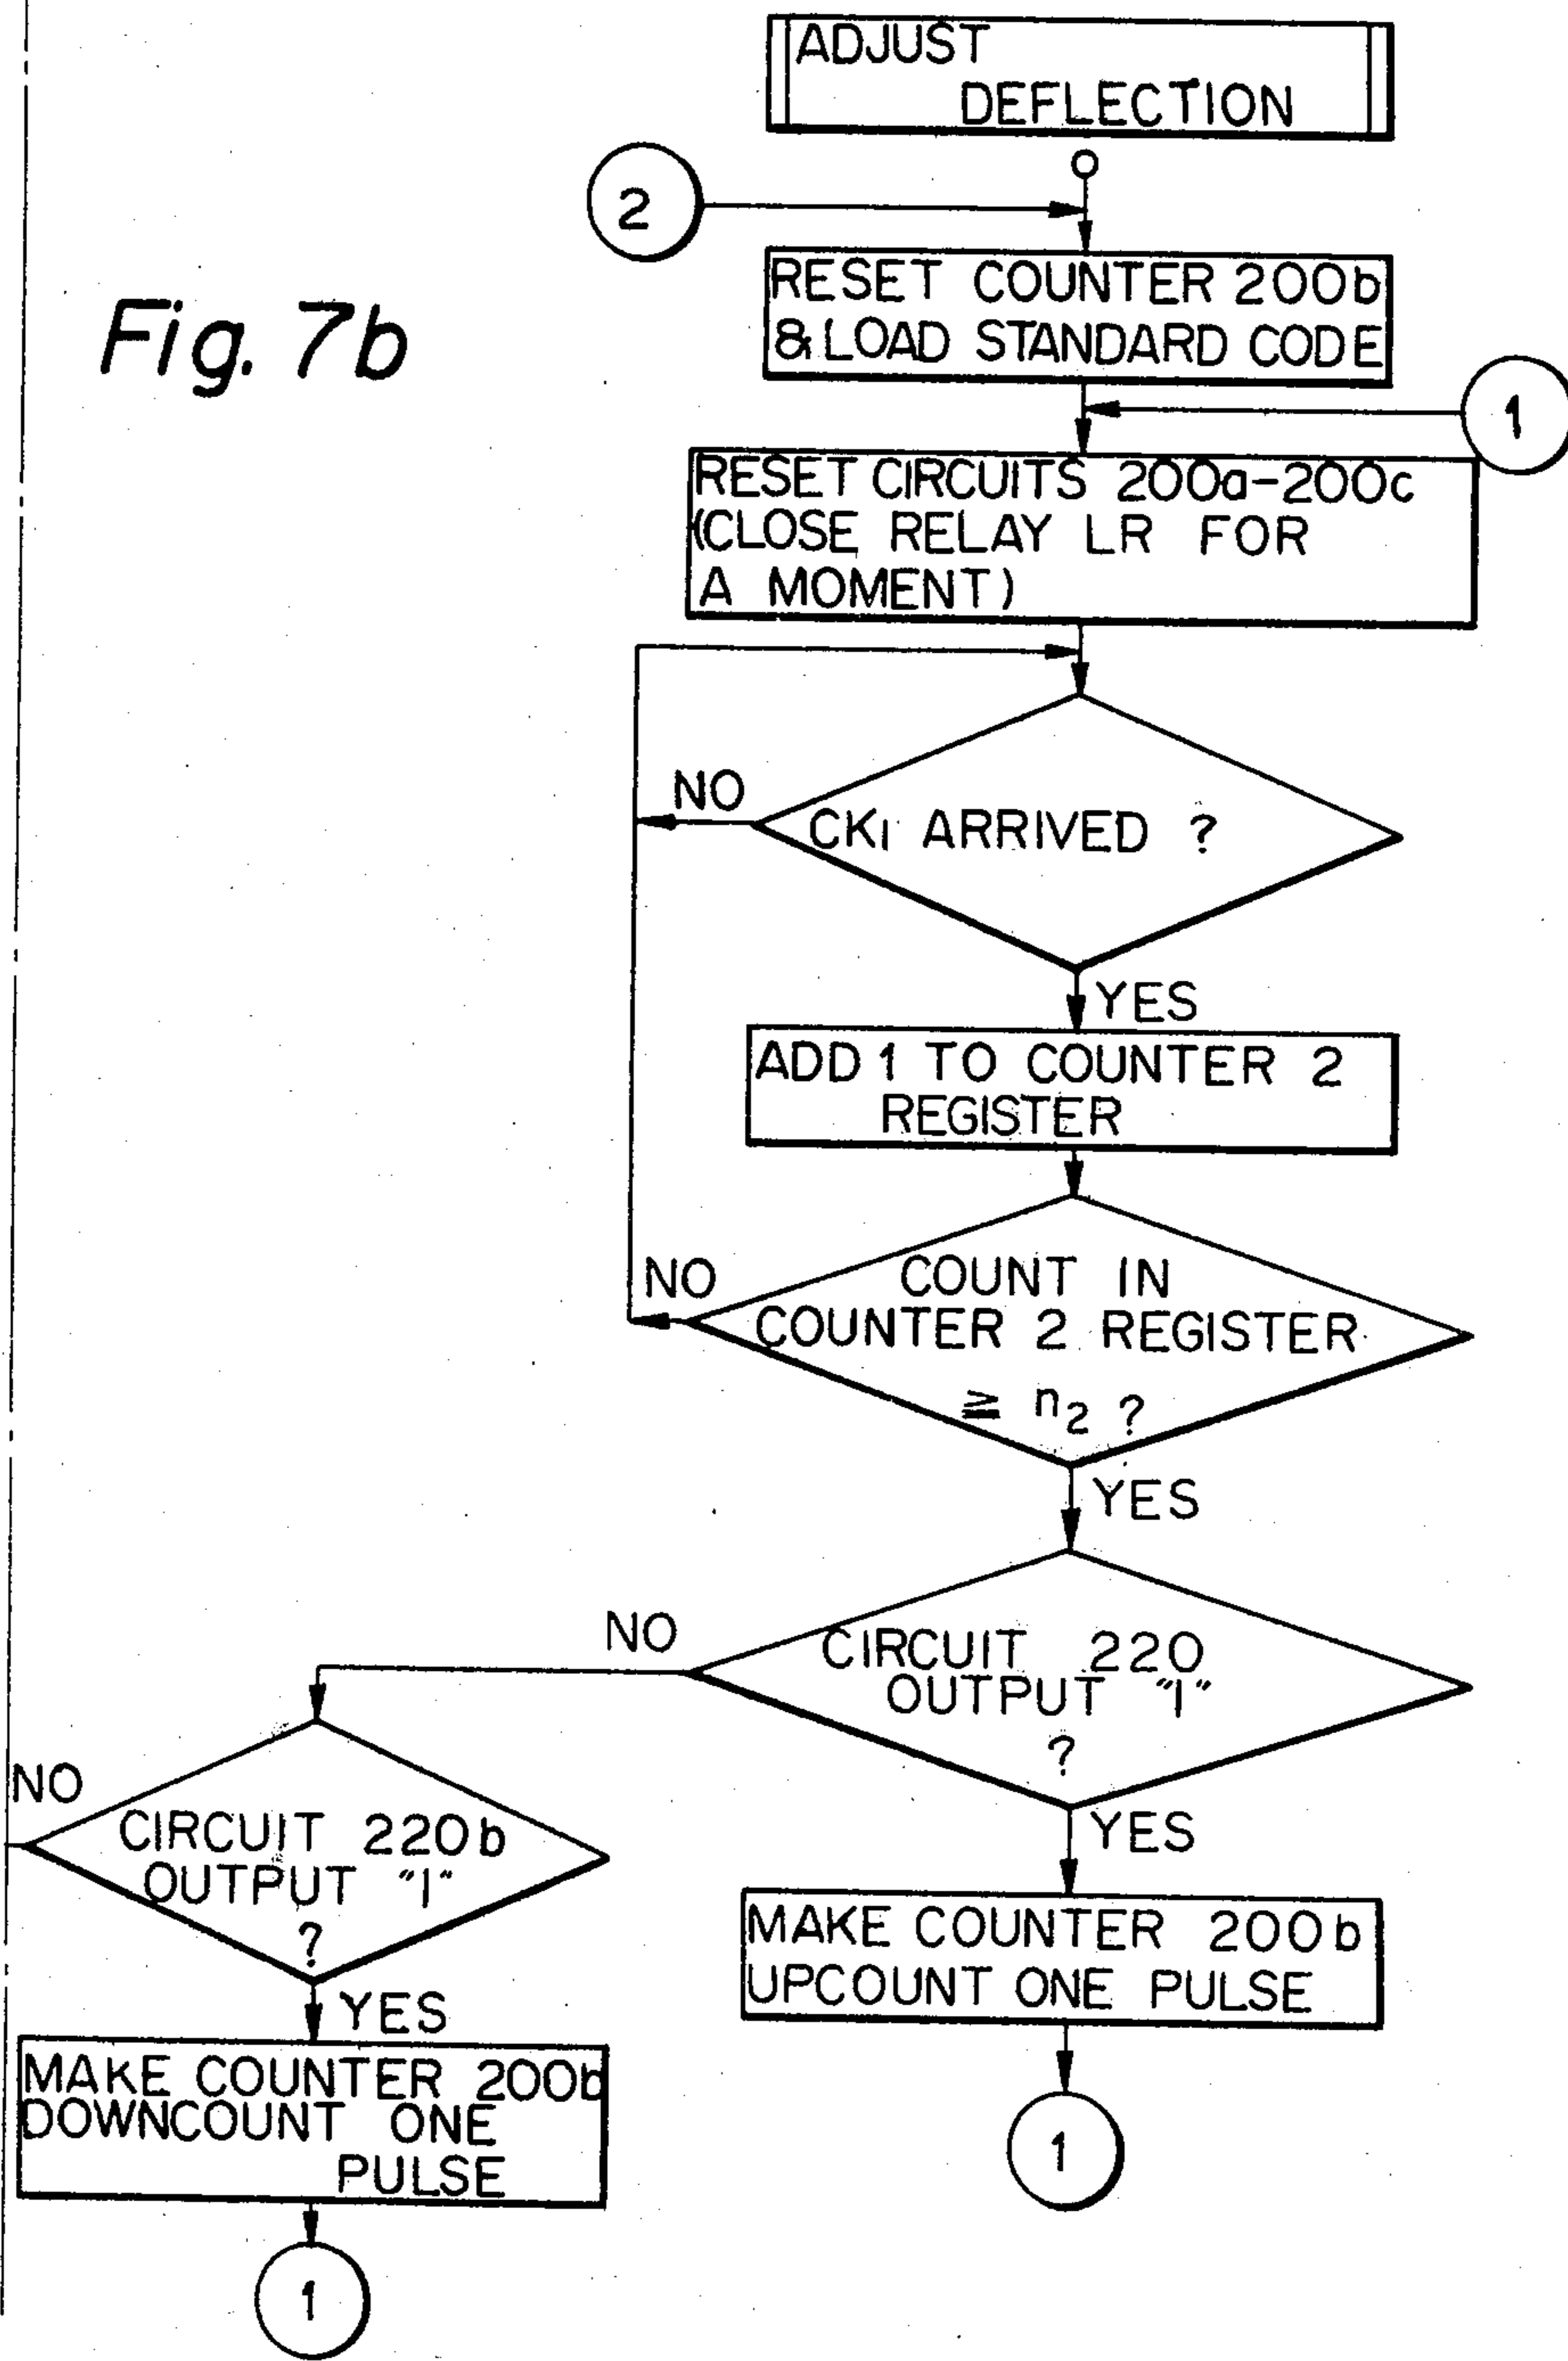 ADJUST
DEFLECTION
2
RESET COUNTER 200b
& LOAD STANDARD CODE
Fig. 7b
1
RESET CIRCUITS 200a-200c
(CLOSE RELAY LR FOR
A MOMENT)
NO
CK1 ARRIVED ?
YES
ADD 1 TO COUNTER 2
REGISTER
NO
COUNT IN
COUNTER 2 REGISTER
≧ n2 ?
YES
NO
CIRCUIT 220
OUTPUT "1"
?
NO
CIRCUIT 220b
OUTPUT "1"
?
YES
MAKE COUNTER 200b
UPCOUNT ONE PULSE
YES
MAKE COUNTER 200b
DOWNCOUNT ONE
PULSE
1
1